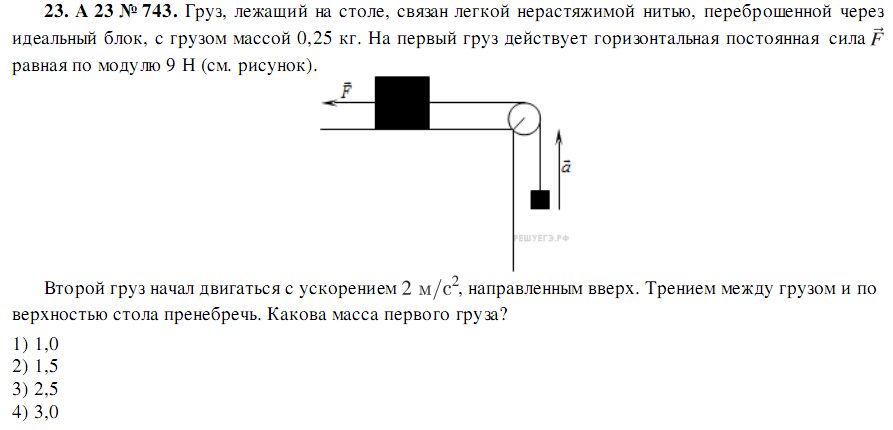 23. А 23 № 743. Груз, лежащий на столе, связан легкой нерастяжимой нитью, переброшенной через
идеальный блок, с грузом массой 0,25 кг. На первый груз действует горизонтальная постоянная сила F
равная по модулю 9 Н (см. рисунок).
F
a
РЕШУЕГЭ.РФ
Второй груз начал двигаться с ускорением 2 м/с², направленным вверх. Трением между грузом и по
верхностью стола пренебречь. Какова масса первого груза?
1) 1,0
2) 1,5
3) 2,5
4) 3,0